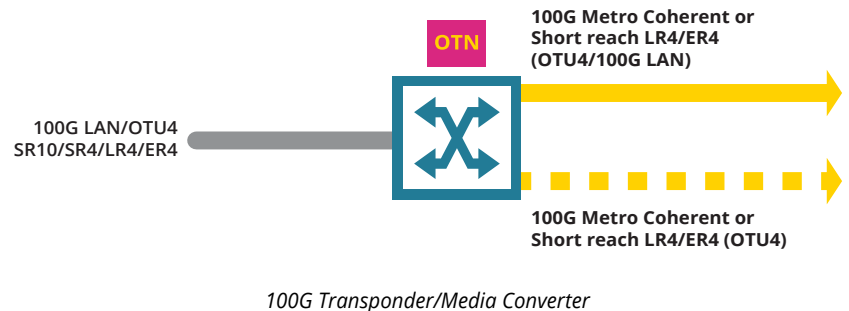 100G Metro Coherent or
Short reach LR4/ER4
(OTU4/100G LAN)
OTN
100G LAN/OTU4
SR10/SR4/LR4/ER4
100G Metro Coherent or
Short reach LR4/ER4 (OTU4)
100G Transponder/Media Converter